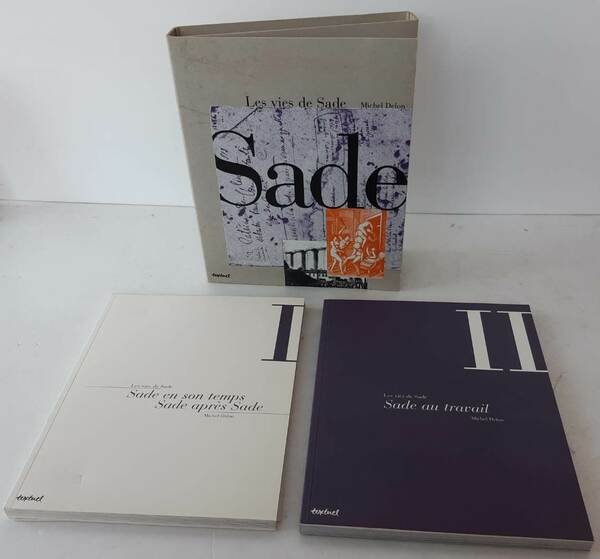 Les vies de Sade Michel Delon
Sade
textuel
I
Les vies de Sade
Sade en son temps
Sade après Sade
Michel Delon
textuel
II
Les vies de Sade
Sade au travail
Michel Delon
textuel